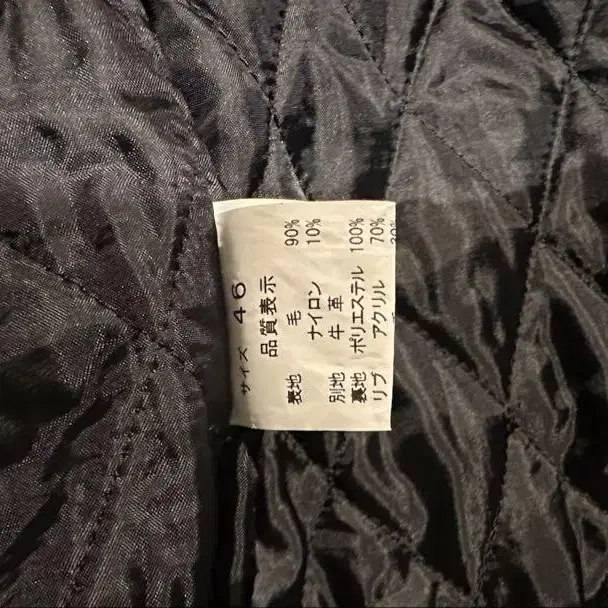 サイズ 46
品質表示
表地 毛 90%
ナイロン 10%
別地 牛革
裏地 ポリエステル 100%
リブ アクリル 70%
30%